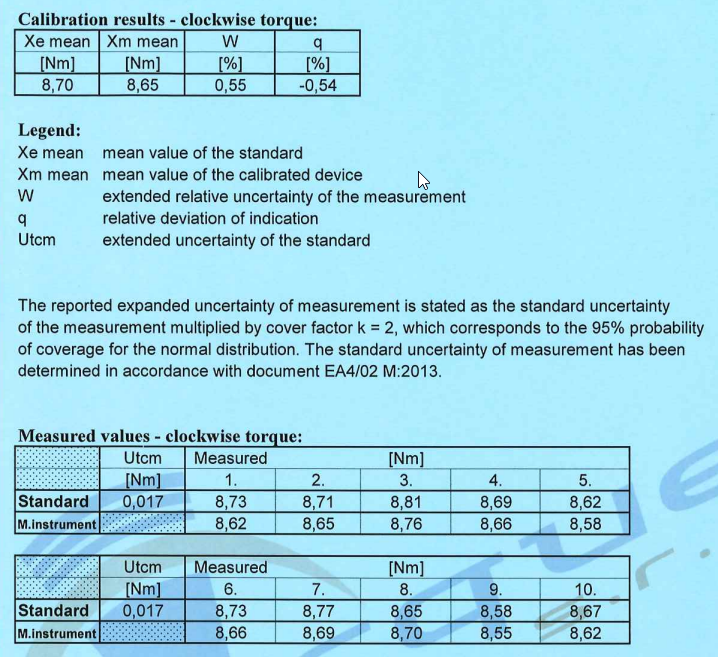 Calibration results - clockwise torque:
Xe mean Xm mean W q
[Nm] [Nm] [%] [%]
8,70 8,65 0,55 -0,54
Legend:
Xe mean mean value of the standard
Xm mean mean value of the calibrated device
W extended relative uncertainty of the measurement
q relative deviation of indication
Utcm extended uncertainty of the standard
The reported expanded uncertainty of measurement is stated as the standard uncertainty
of the measurement multiplied by cover factor k = 2, which corresponds to the 95% probability
of coverage for the normal distribution. The standard uncertainty of measurement has been
determined in accordance with document EA4/02 M:2013.
Measured values - clockwise torque:
Utcm Measured [Nm]
[Nm] 1. 2. 3. 4. 5.
Standard 0,017 8,73 8,71 8,81 8,69 8,62
M.instrument 8,62 8,65 8,76 8,66 8,58
Utcm Measured [Nm]
[Nm] 6. 7. 8. 9. 10.
Standard 0,017 8,73 8,77 8,65 8,58 8,67
M.instrument 8,66 8,69 8,70 8,55 8,62